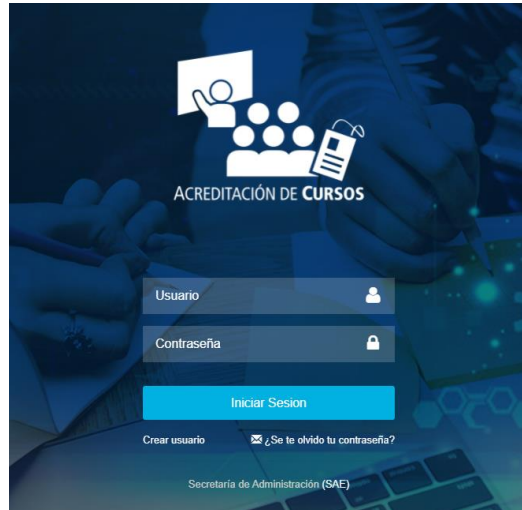 ACREDITACIÓN DE CURSOS
Usuario
Contraseña
Iniciar Sesion
Crear usuario ¿Se te olvido tu contraseña?
Secretaría de Administración (SAE)